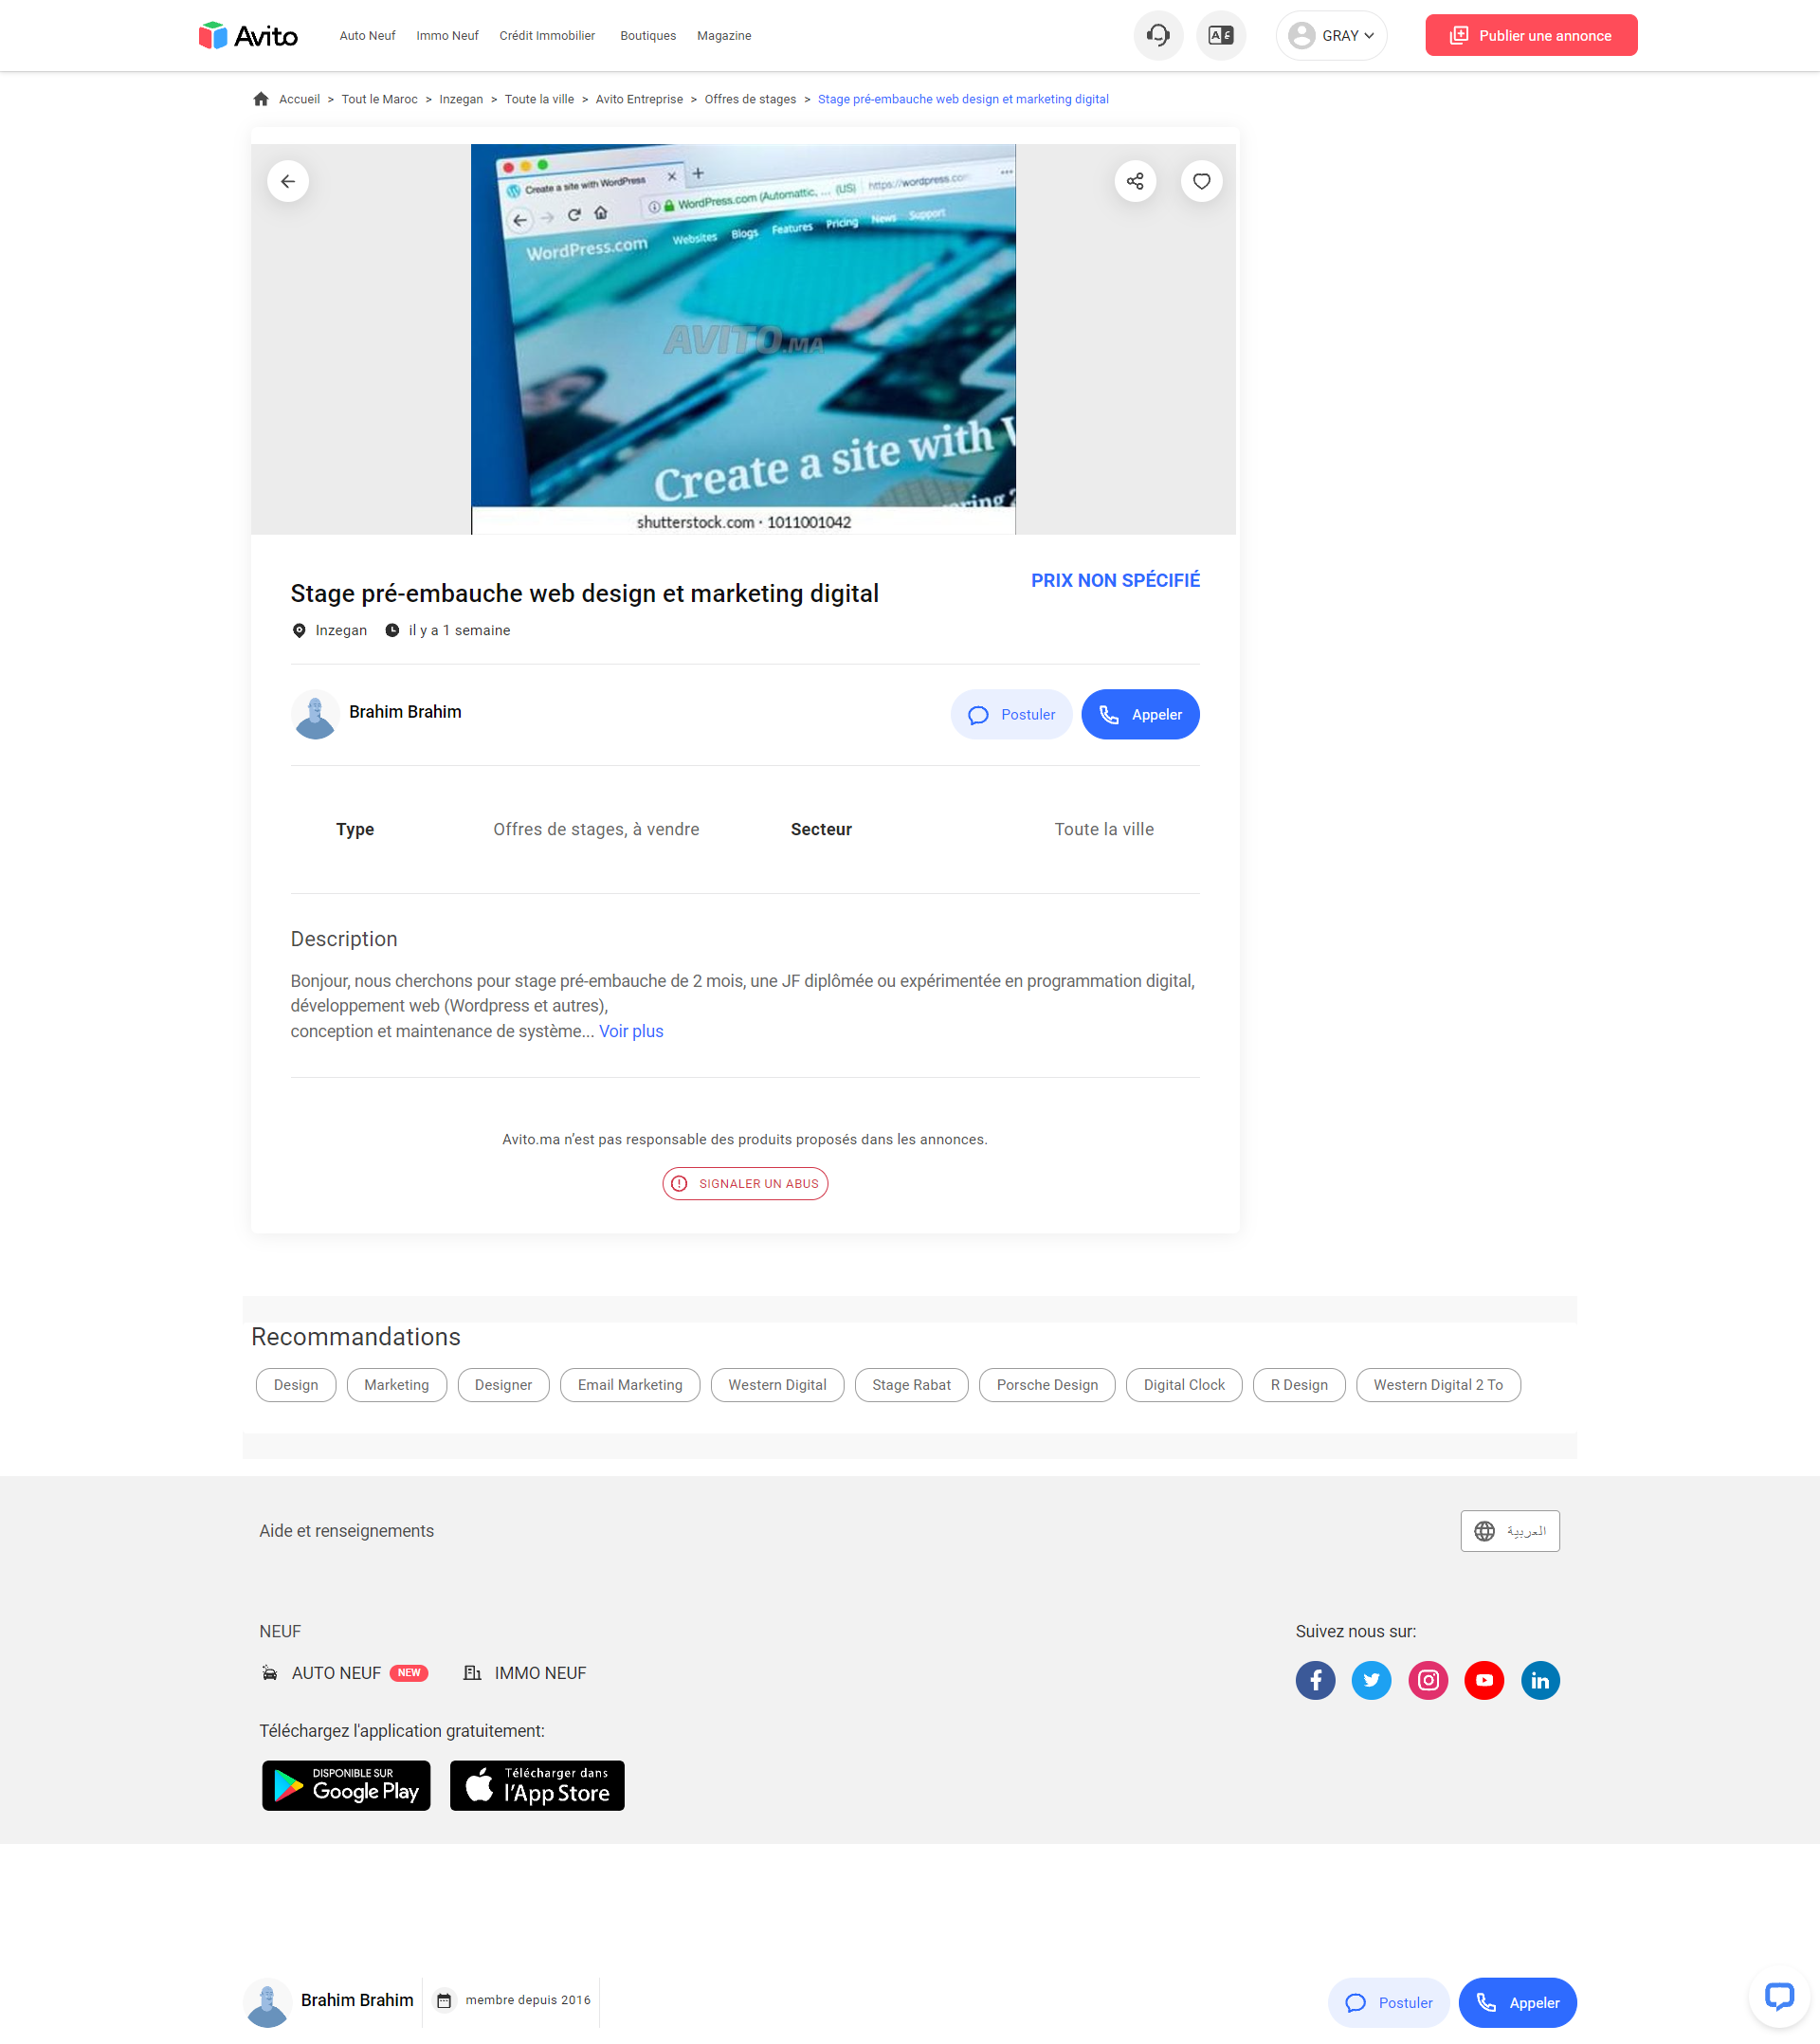 Avito
Auto Neuf
Immo Neuf
Crédit Immobilier
Boutiques
Magazine
GRAY
Publier une annonce
Accueil > Tout le Maroc > Inzegan > Toute la ville > Avito Entreprise > Offres de stages > Stage pré-embauche web design et marketing digital
Create a site with WordPress
WordPress.com (Automattic, ... (US)
https://wordpress.com
WordPress.com
Websites Blogs Features Pricing News Support
AVITO.MA
Create a site with W
shutterstock.com · 1011001042
Stage pré-embauche web design et marketing digital
PRIX NON SPÉCIFIÉ
Inzegan
il y a 1 semaine
Brahim Brahim
Postuler
Appeler
Type
Offres de stages, à vendre
Secteur
Toute la ville
Description
Bonjour, nous cherchons pour stage pré-embauche de 2 mois, une JF diplômée ou expérimentée en programmation digital,
développement web (Wordpress et autres),
conception et maintenance de système... Voir plus
Avito.ma n'est pas responsable des produits proposés dans les annonces.
SIGNALER UN ABUS
Recommandations
Design
Marketing
Designer
Email Marketing
Western Digital
Stage Rabat
Porsche Design
Digital Clock
R Design
Western Digital 2 To
Aide et renseignements
العربية
NEUF
Suivez nous sur:
AUTO NEUF
NEW
IMMO NEUF
Téléchargez l'application gratuitement:
DISPONIBLE SUR
Google Play
Télécharger dans
l'App Store
Brahim Brahim
membre depuis 2016
Postuler
Appeler